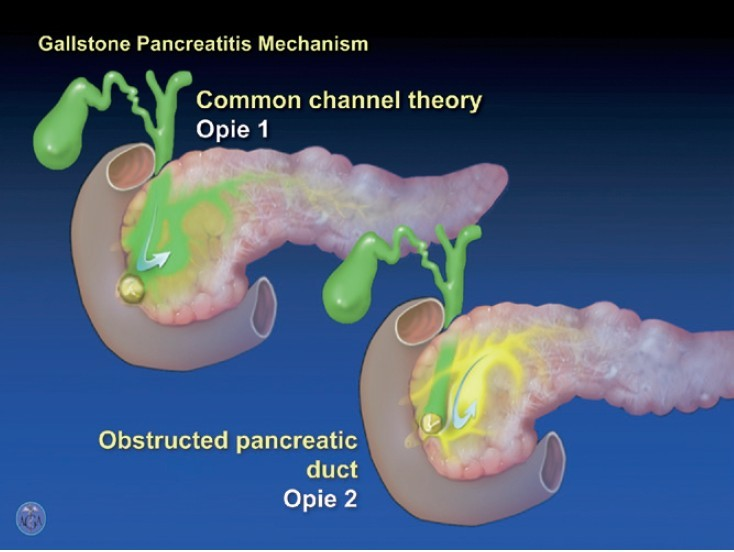 Gallstone Pancreatitis Mechanism
Common channel theory
Opie 1
Obstructed pancreatic
duct
Opie 2